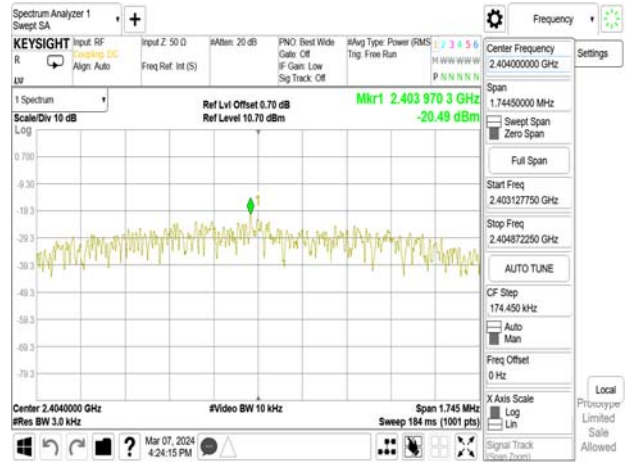 Spectrum Analyzer 1
Swept SA
+
Frequency
KEYSIGHT
R
Input: RF
Coupling: DC
Align: Auto
Input Z: 50 Ω
Freq Ref: Int (S)
#Atten: 20 dB
PNO: Best Wide
Gate: Off
IF Gain: Low
Sig Track: Off
#Avg Type: Power (RMS
Trig: Free Run
1 2 3 4 5 6
M W W W W W
P N N N N N
Center Frequency
2.404000000 GHz
Settings
Span
1.74450000 MHz
Swept Span
Zero Span
Full Span
Start Freq
2.403127750 GHz
Stop Freq
2.404872250 GHz
AUTO TUNE
CF Step
174.450 kHz
Auto
Man
Freq Offset
0 Hz
X Axis Scale
Log
Lin
Signal Track
(Span Zoom)
Local
Prototype
Limited
Sale
Allowed
1 Spectrum
Scale/Div 10 dB
Log
Ref Lvl Offset 0.70 dB
Ref Level 10.70 dBm
Mkr1 2.403 970 3 GHz
-20.49 dBm
1
0.700
-9.30
-19.3
-29.3
-39.3
-49.3
-59.3
-69.3
-79.3
Center 2.4040000 GHz
#Res BW 3.0 kHz
#Video BW 10 kHz
Span 1.745 MHz
Sweep 184 ms (1001 pts)
?
Mar 07, 2024
4:24:15 PM